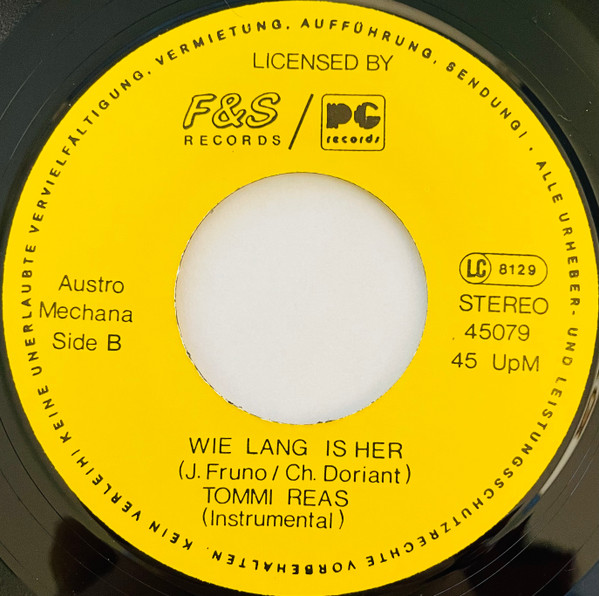 LICENSED BY
F&S
RECORDS
/
PG
records
LC 8129
STEREO
45079
45 UpM
Austro
Mechana
Side B
WIE LANG IS HER
(J. Fruno / Ch. Doriant)
TOMMI REAS
(Instrumental)
ALLE URHEBER- UND LEISTUNGSSCHUTZRECHTE VORBEHALTEN. KEIN VERLEIH! KEINE UNERLAUBTE VERVIELFÄLTIGUNG, VERMIETUNG, AUFFÜHRUNG, SENDUNG!